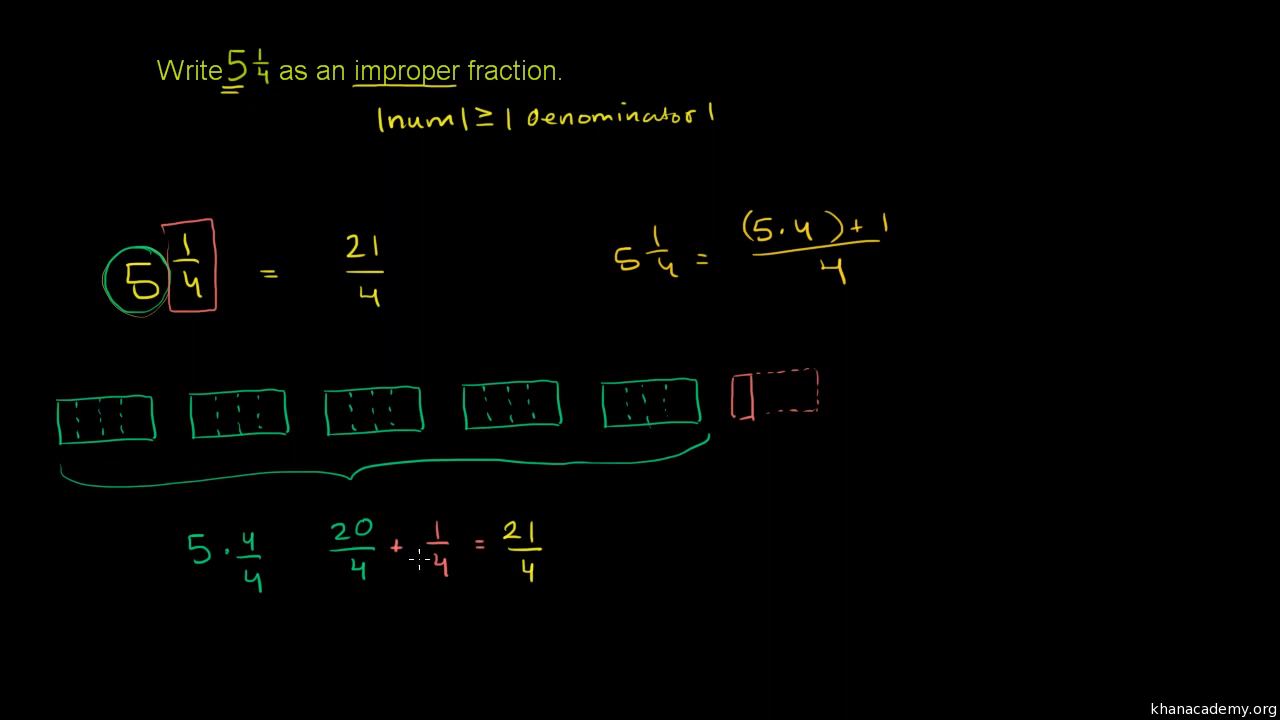 Write 5 1/4 as an improper fraction.
|num| ≥ |denominator|
5 1/4 = 21/4
5 1/4 = (5·4)+1/4
5 · 4/4 20/4 + 1/4 = 21/4
khanacademy.org